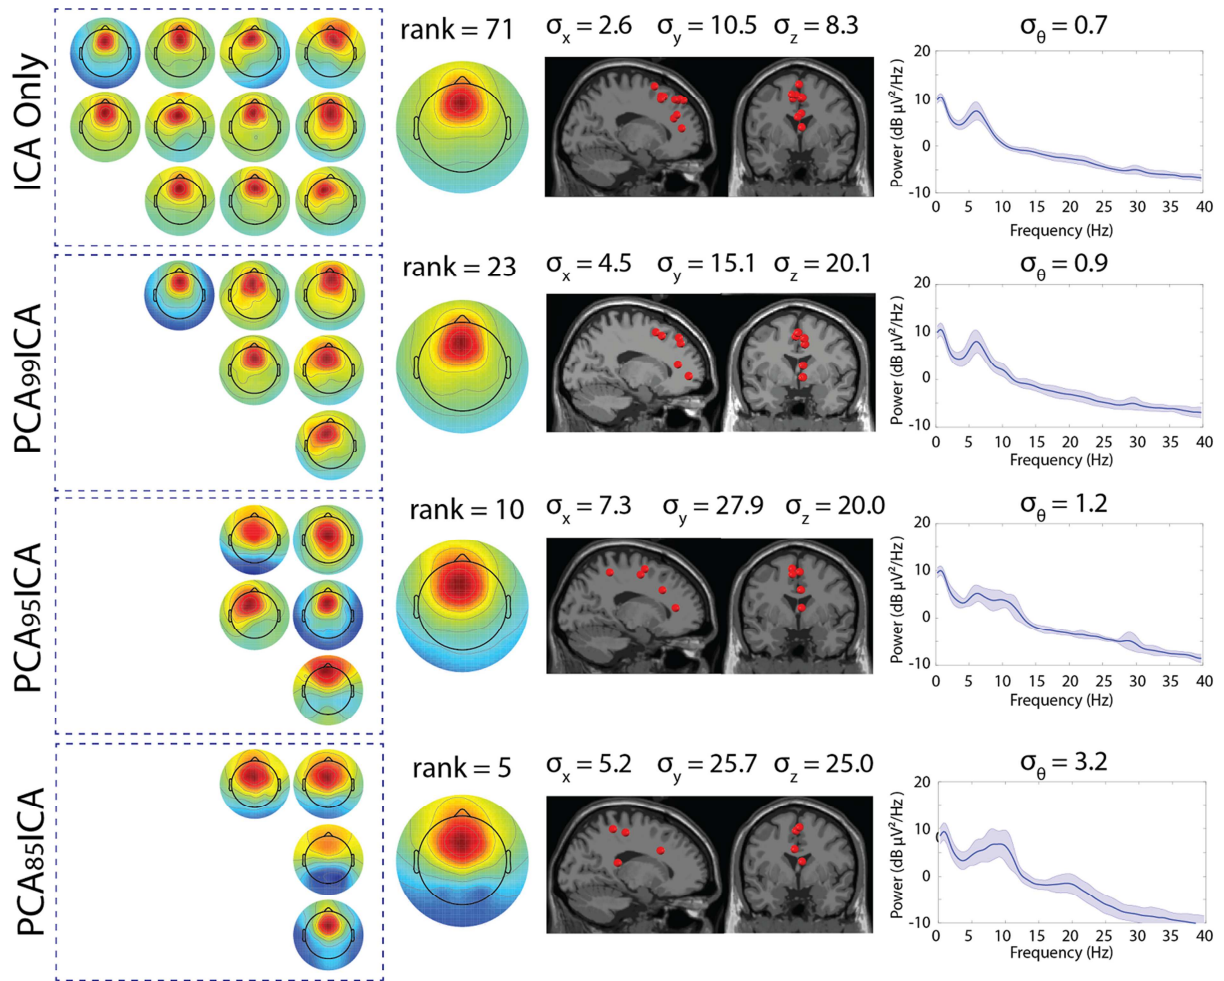 ICA Only
rank = 71
σx = 2.6 σy = 10.5 σz = 8.3
σθ = 0.7
Power (dB µV²/Hz)
20
10
0
-10
0 5 10 15 20 25 30 35 40
Frequency (Hz)
PCA99ICA
rank = 23
σx = 4.5 σy = 15.1 σz = 20.1
σθ = 0.9
Power (dB µV²/Hz)
20
10
0
-10
0 5 10 15 20 25 30 35 40
Frequency (Hz)
PCA95ICA
rank = 10
σx = 7.3 σy = 27.9 σz = 20.0
σθ = 1.2
Power (dB µV²/Hz)
20
10
0
-10
0 5 10 15 20 25 30 35 40
Frequency (Hz)
PCA85ICA
rank = 5
σx = 5.2 σy = 25.7 σz = 25.0
σθ = 3.2
Power (dB µV²/Hz)
20
10
0
-10
0 5 10 15 20 25 30 35 40
Frequency (Hz)